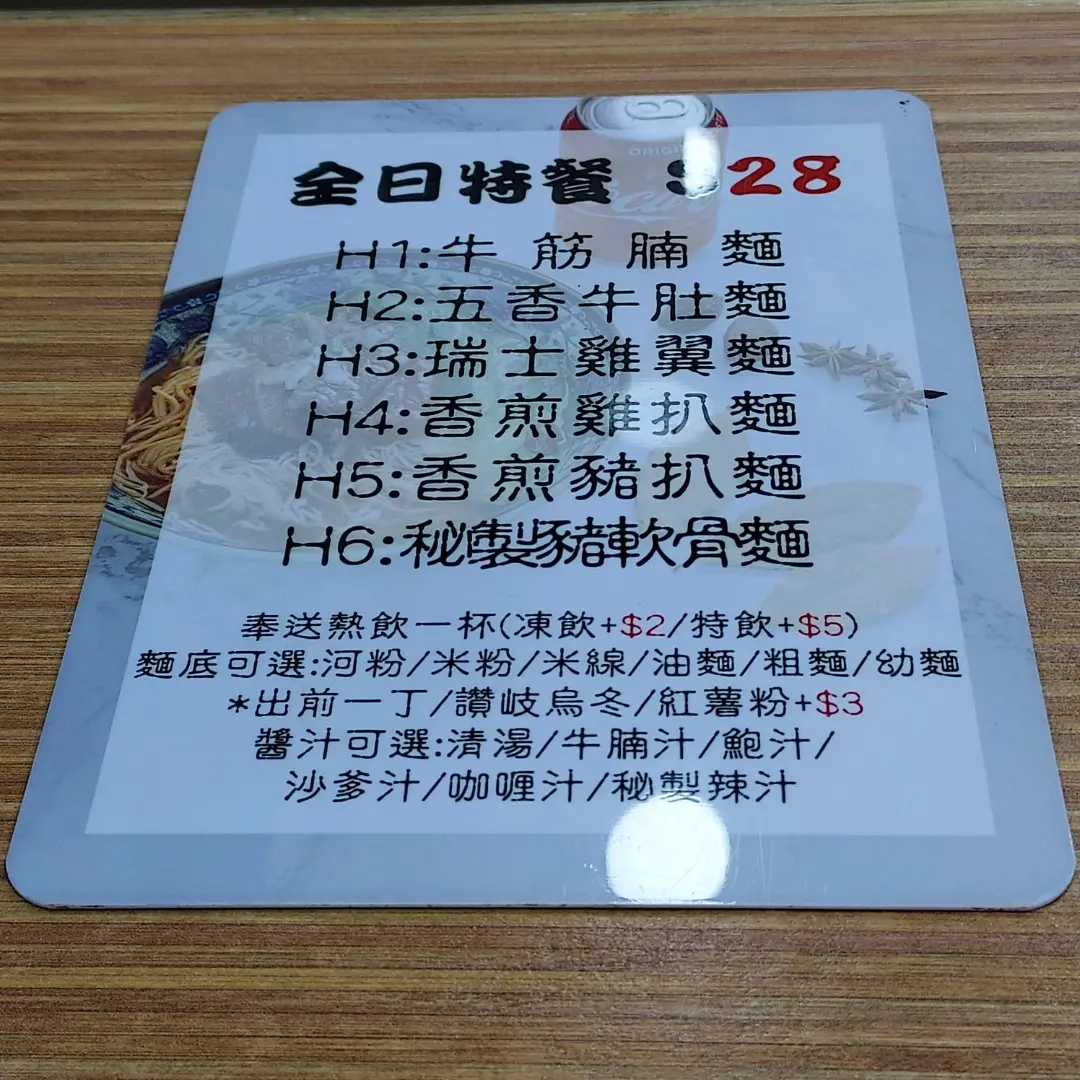 全日特餐 $28
H1:牛筋腩麵
H2:五香牛肚麵
H3:瑞士雞翼麵
H4:香煎雞扒麵
H5:香煎豬扒麵
H6:秘製豬軟骨麵
奉送熱飲一杯(凍飲+$2/特飲+$5)
麵底可選:河粉/米粉/米線/油麵/粗麵/幼麵
*出前一丁/讚岐烏冬/紅薯粉+$3
醬汁可選:清湯/牛腩汁/鮑汁/
沙爹汁/咖喱汁/秘製辣汁